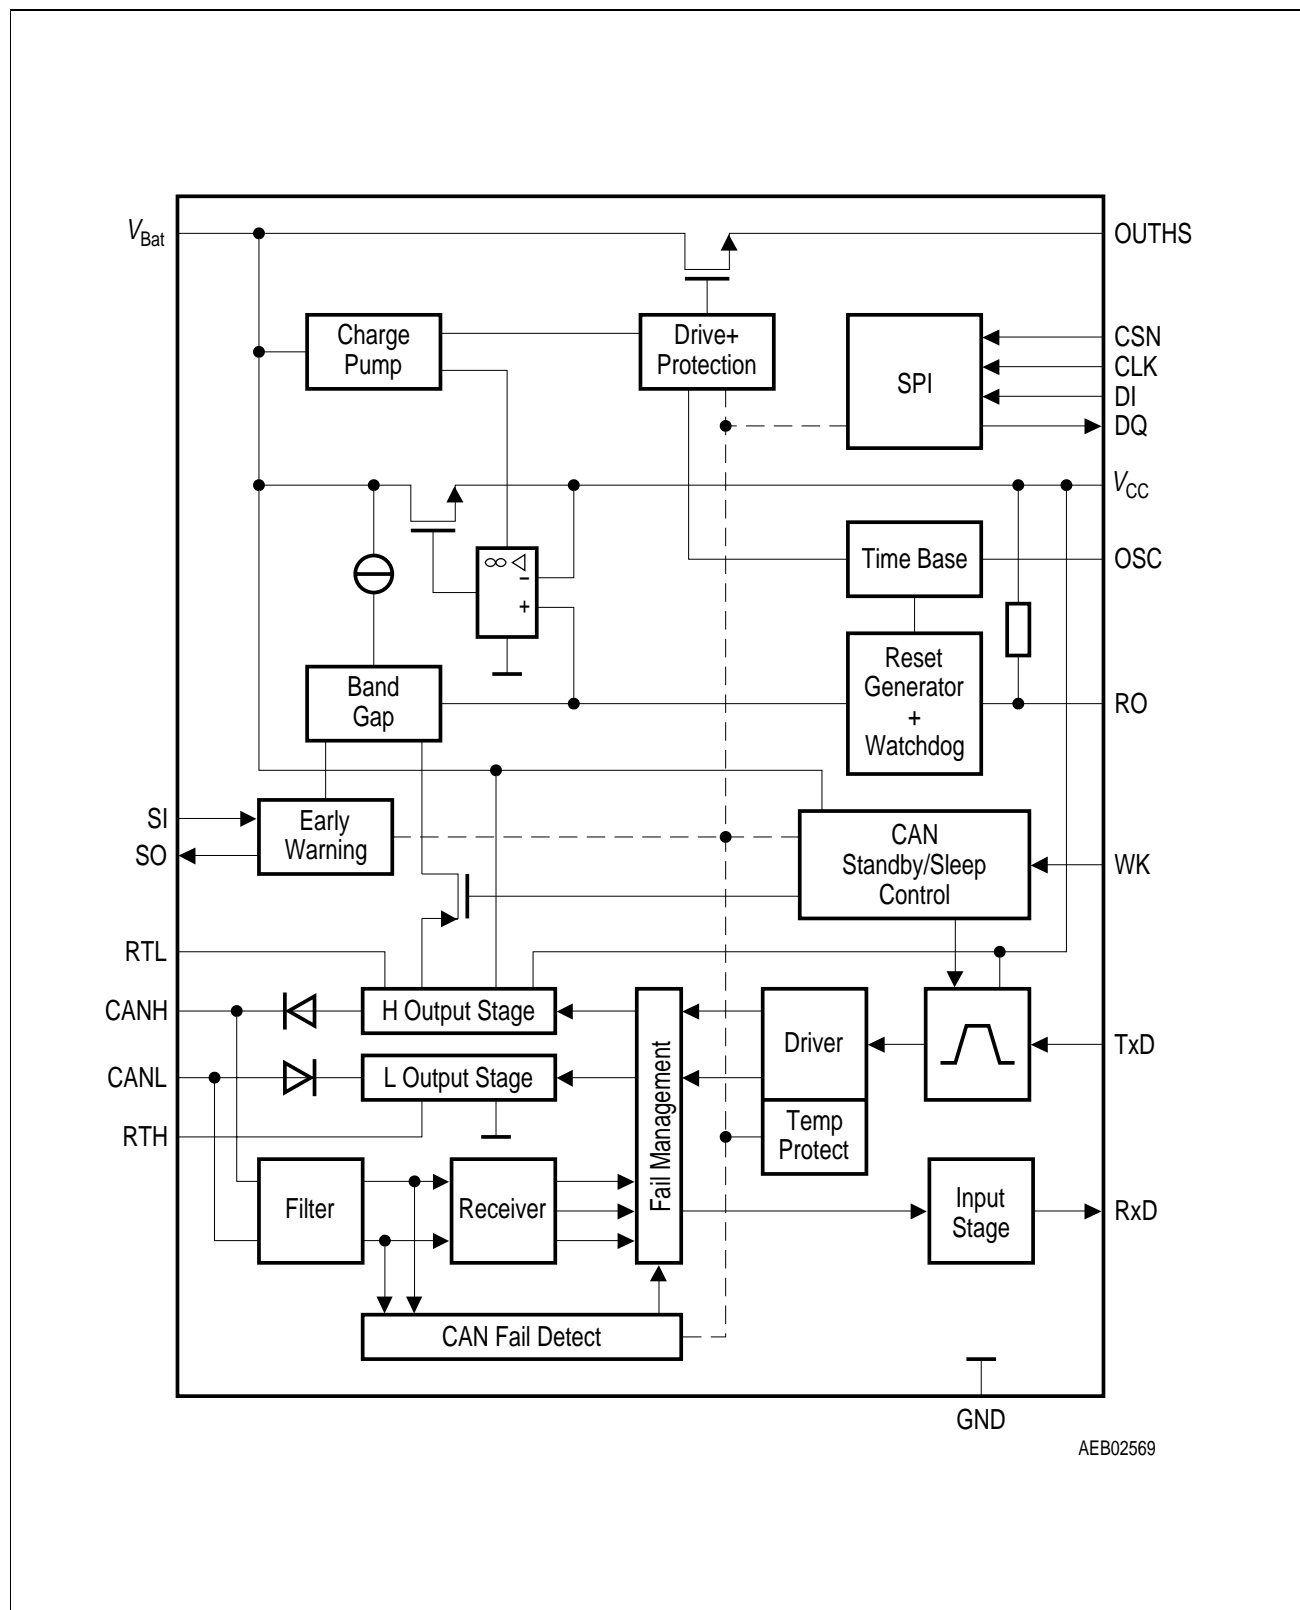 VBat
OUTHS
Charge
Pump
Drive+
Protection
SPI
CSN
CLK
DI
DQ
VCC
∞
-
+
Time Base
OSC
Band
Gap
Reset
Generator
+
Watchdog
RO
SI
SO
Early
Warning
CAN
Standby/Sleep
Control
WK
RTL
CANH
H Output Stage
CANL
L Output Stage
RTH
Fail Management
Driver
Temp
Protect
TxD
Filter
Receiver
Input
Stage
RxD
CAN Fail Detect
GND
AEB02569